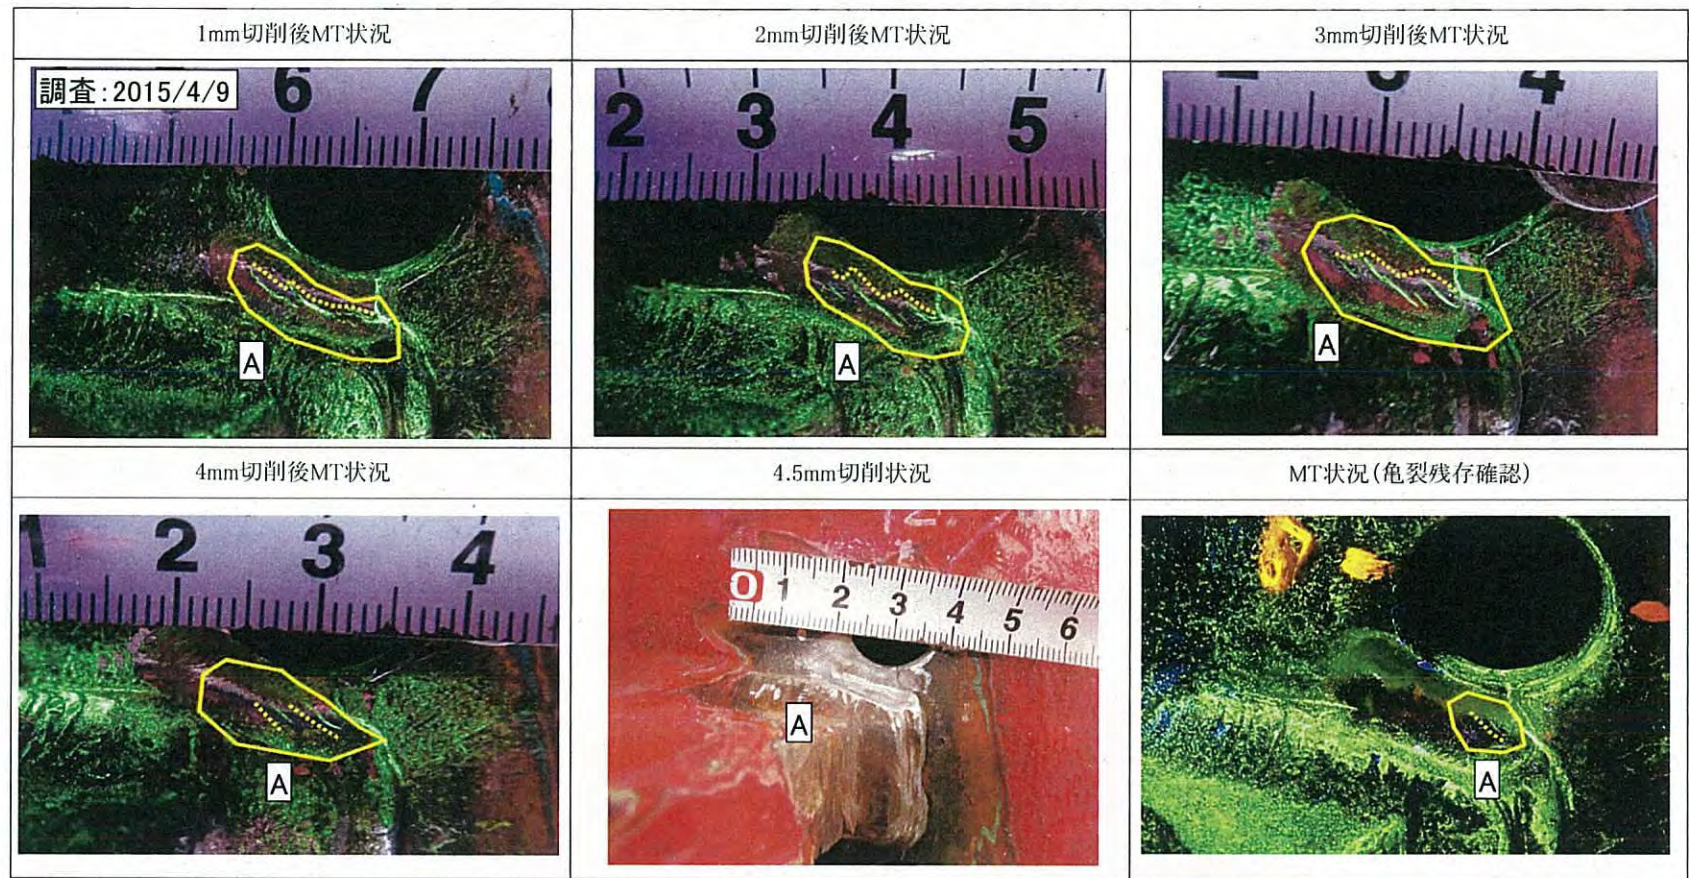 1mm切削後MT状況
2mm切削後MT状況
3mm切削後MT状況
調査:2015/4/9
6 7
2 3 4 5
3 4
A
A
A
4mm切削後MT状況
4.5mm切削状況
MT状況(亀裂残存確認)
1 2 3 4
0 1 2 3 4 5 6
A
A
A